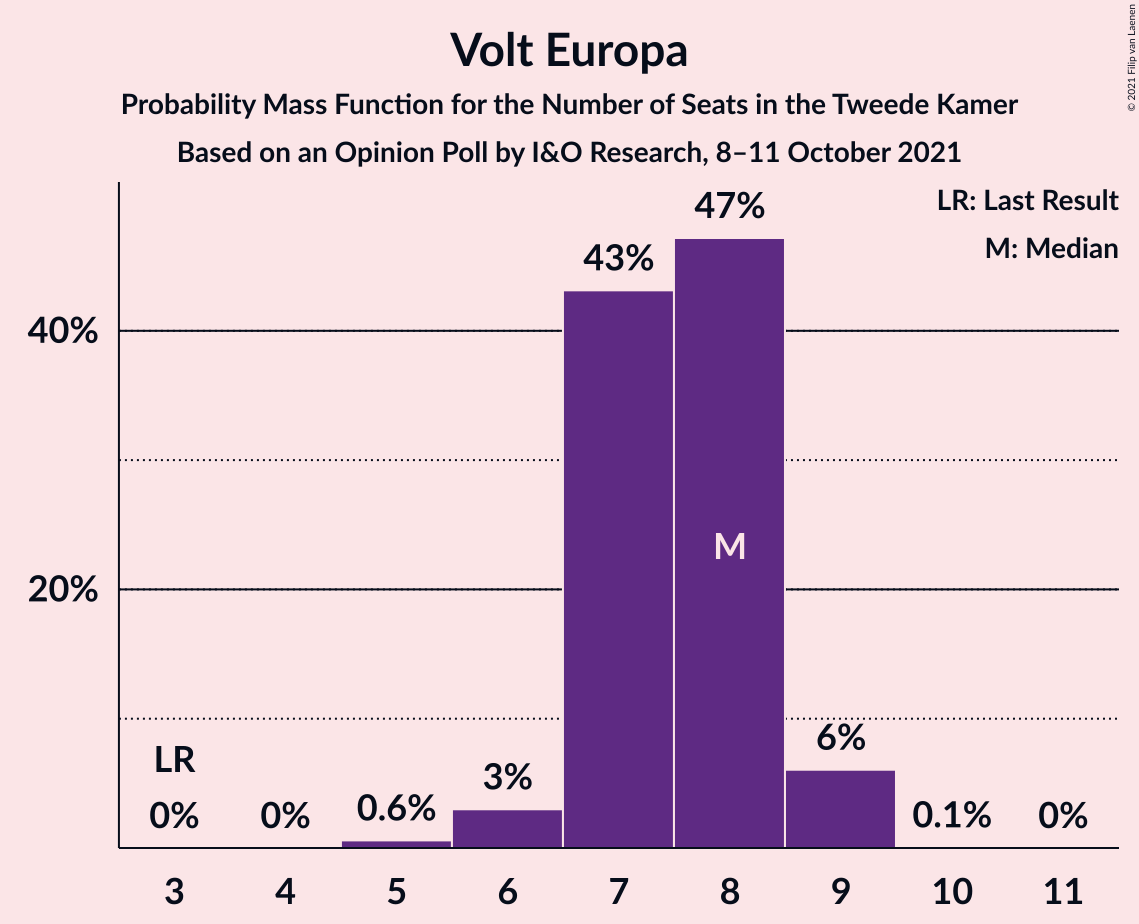 Volt Europa
Probability Mass Function for the Number of Seats in the Tweede Kamer
Based on an Opinion Poll by I&O Research, 8–11 October 2021
© 2021 Filip van Laenen
LR: Last Result
M: Median
47%
43%
40%
M
20%
6%
LR
3%
0%
0%
0.6%
0.1%
0%
3
4
5
6
7
8
9
10
11